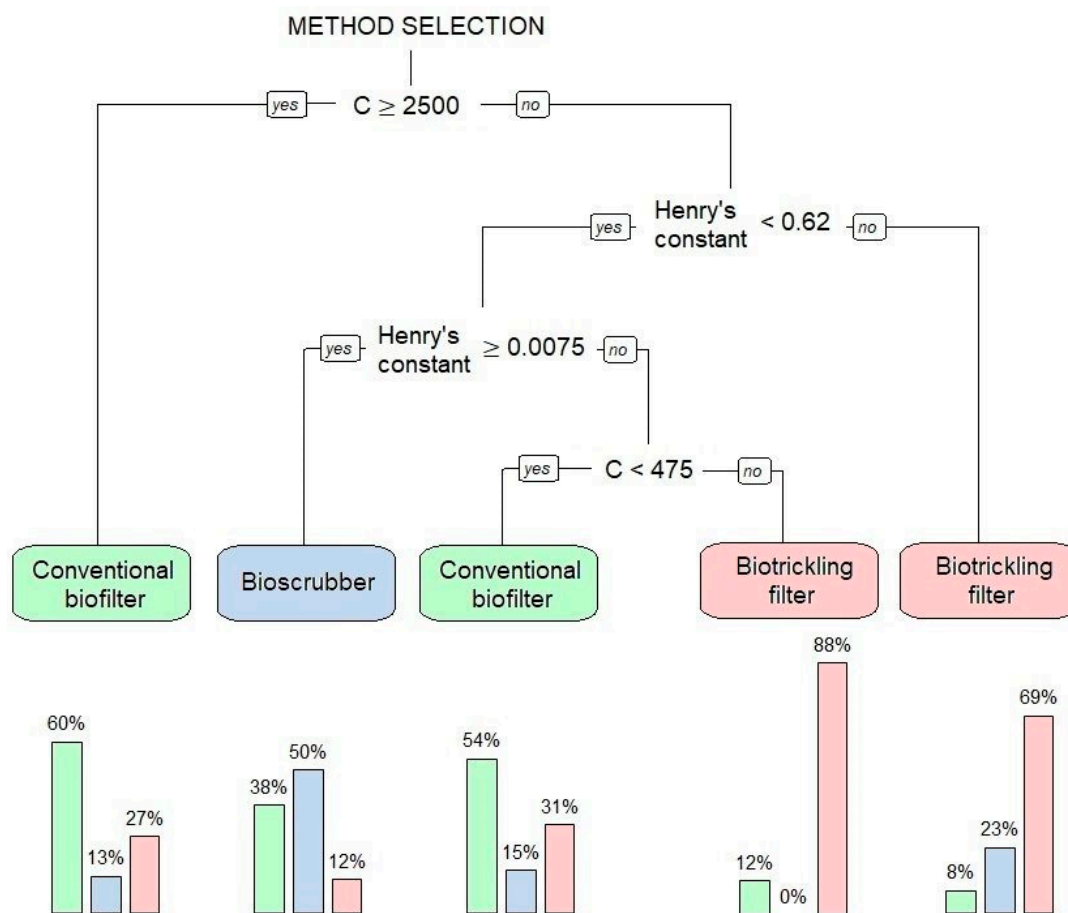 METHOD SELECTION
yes
C ≥ 2500
no
yes
Henry's
constant
< 0.62
no
yes
Henry's
constant
≥ 0.0075
no
yes
C < 475
no
Conventional
biofilter
Bioscrubber
Conventional
biofilter
Biotrickling
filter
Biotrickling
filter
60%
13%
27%
38%
50%
12%
54%
15%
31%
12%
0%
88%
8%
23%
69%